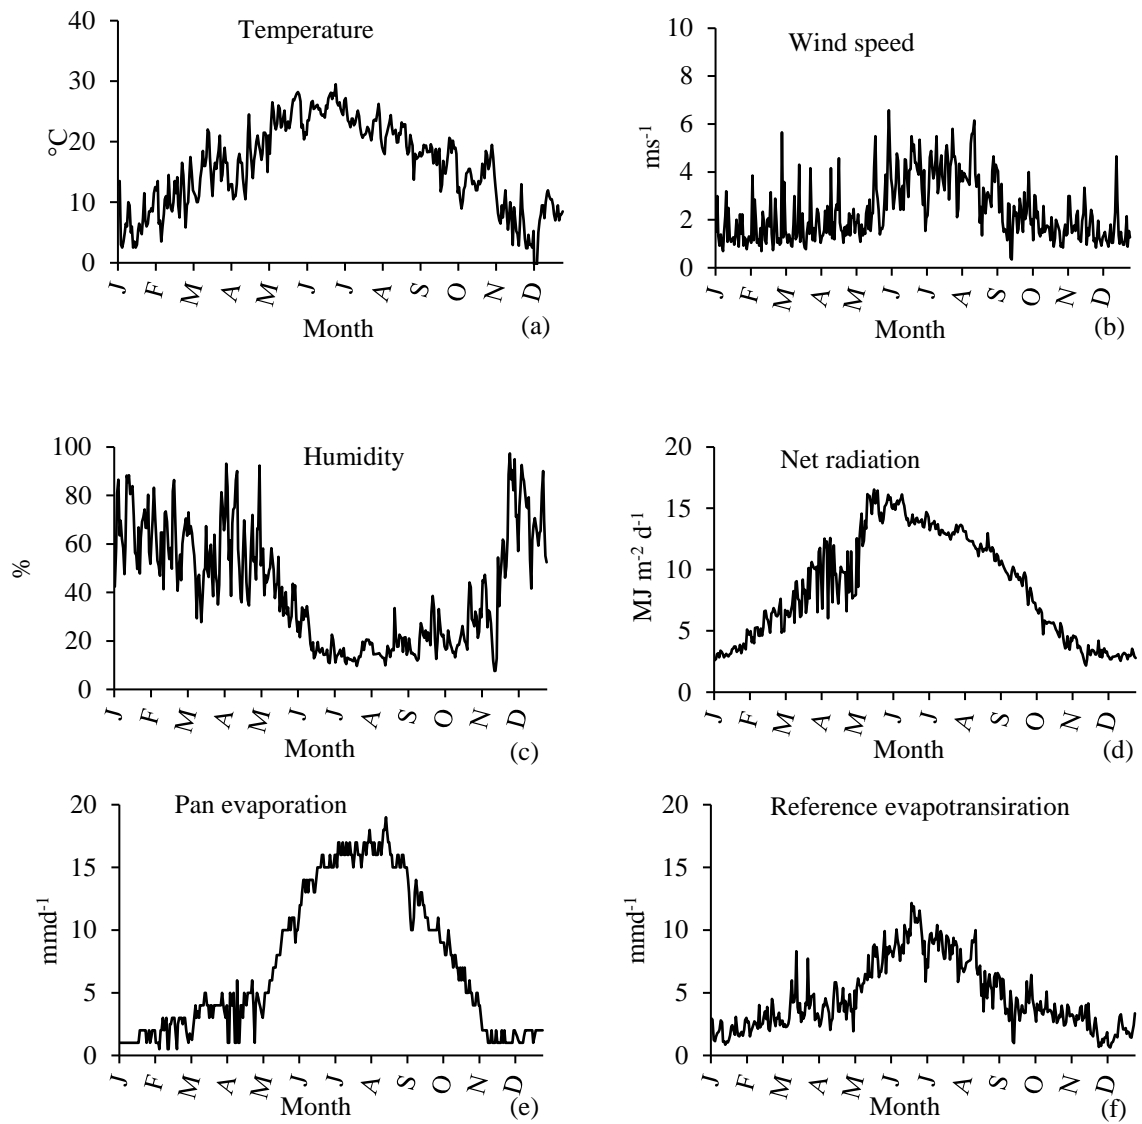 Temperature
40
30
20
10
0
°C
J F M A M J J A S O N D
Month
(a)
Wind speed
10
8
6
4
2
0
ms-1
J F M A M J J A S O N D
Month
(b)
Humidity
100
80
60
40
20
0
%
J F M A M J J A S O N D
Month
(c)
Net radiation
20
15
10
5
0
MJ m-2 d-1
J F M A M J J A S O N D
Month
(d)
Pan evaporation
20
15
10
5
0
mmd-1
J F M A M J J A S O N D
Month
(e)
Reference evapotransiration
20
15
10
5
0
mmd-1
J F M A M J J A S O N D
Month
(f)